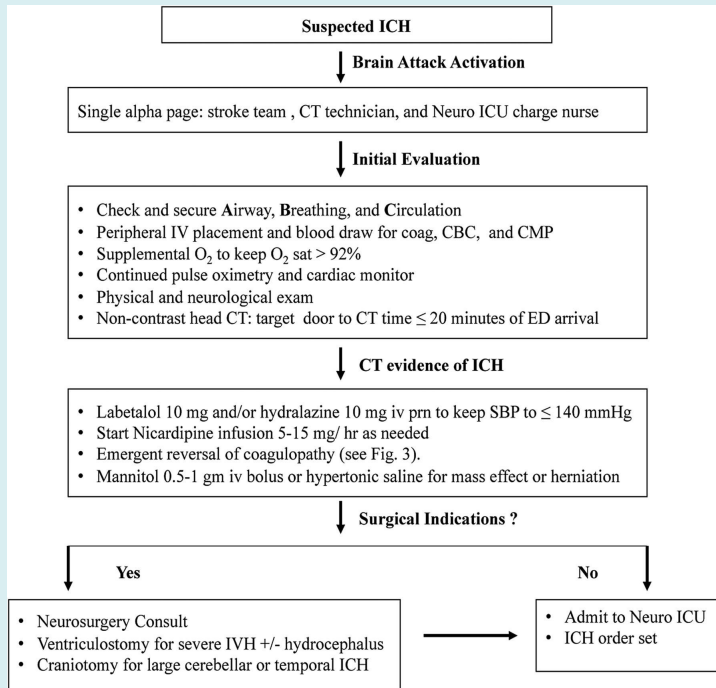 Suspected ICH
Brain Attack Activation
Single alpha page: stroke team , CT technician, and Neuro ICU charge nurse
Initial Evaluation
• Check and secure Airway, Breathing, and Circulation
• Peripheral IV placement and blood draw for coag, CBC, and CMP
• Supplemental O₂ to keep O₂ sat > 92%
• Continued pulse oximetry and cardiac monitor
• Physical and neurological exam
• Non-contrast head CT: target door to CT time ≤ 20 minutes of ED arrival
CT evidence of ICH
• Labetalol 10 mg and/or hydralazine 10 mg iv prn to keep SBP to ≤ 140 mmHg
• Start Nicardipine infusion 5-15 mg/ hr as needed
• Emergent reversal of coagulopathy (see Fig. 3).
• Mannitol 0.5-1 gm iv bolus or hypertonic saline for mass effect or herniation
Surgical Indications ?
Yes
No
• Neurosurgery Consult
• Ventriculostomy for severe IVH +/- hydrocephalus
• Craniotomy for large cerebellar or temporal ICH
• Admit to Neuro ICU
• ICH order set